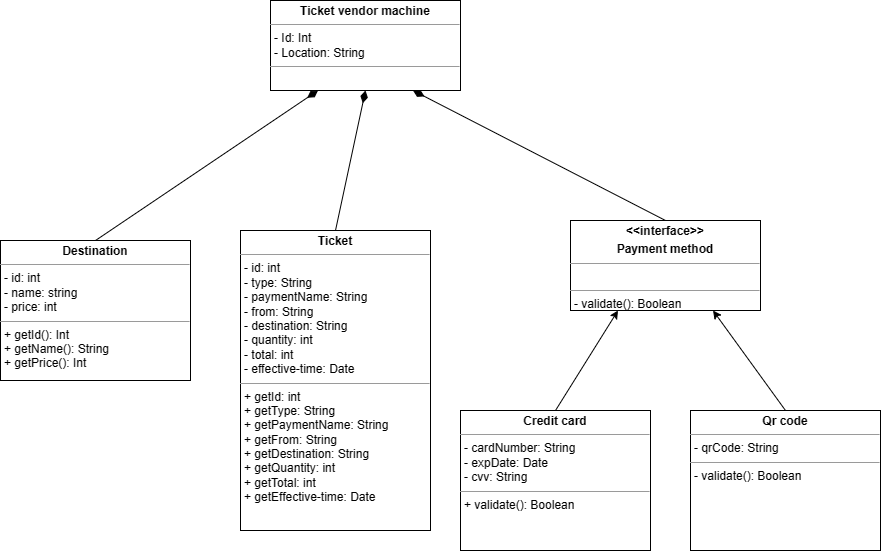 Ticket vendor machine
- Id: Int
- Location: String
Destination
- id: int
- name: string
- price: int
+ getId(): Int
+ getName(): String
+ getPrice(): Int
Ticket
- id: int
- type: String
- paymentName: String
- from: String
- destination: String
- quantity: int
- total: int
- effective-time: Date
+ getId: int
+ getType: String
+ getPaymentName: String
+ getFrom: String
+ getDestination: String
+ getQuantity: int
+ getTotal: int
+ getEffective-time: Date
<<interface>>
Payment method
- validate(): Boolean
Credit card
- cardNumber: String
- expDate: Date
- cvv: String
+ validate(): Boolean
Qr code
- qrCode: String
- validate(): Boolean